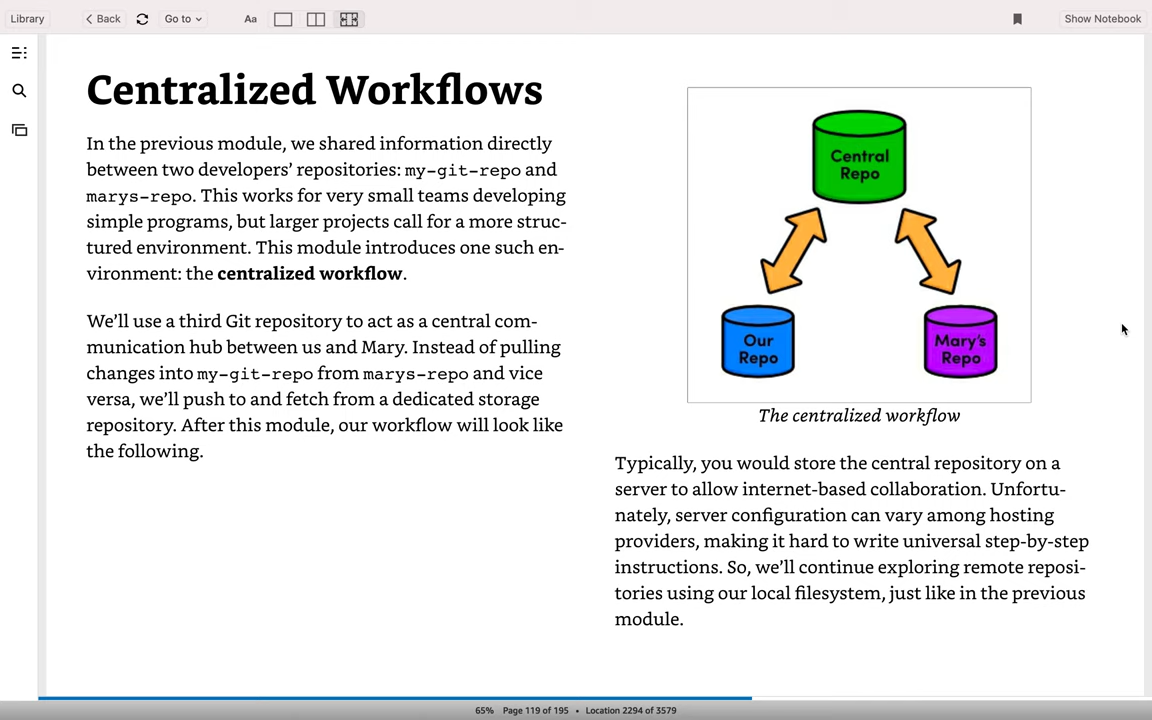 Library
Back
Go to
Aa
Show Notebook
Centralized Workflows
In the previous module, we shared information directly
between two developers’ repositories: my-git-repo and
marys-repo. This works for very small teams developing
simple programs, but larger projects call for a more struc-
tured environment. This module introduces one such en-
vironment: the centralized workflow.
We’ll use a third Git repository to act as a central com-
munication hub between us and Mary. Instead of pulling
changes into my-git-repo from marys-repo and vice
versa, we’ll push to and fetch from a dedicated storage
repository. After this module, our workflow will look like
the following.
Central
Repo
Our
Repo
Mary’s
Repo
The centralized workflow
Typically, you would store the central repository on a
server to allow internet-based collaboration. Unfortu-
nately, server configuration can vary among hosting
providers, making it hard to write universal step-by-step
instructions. So, we’ll continue exploring remote reposi-
tories using our local filesystem, just like in the previous
module.
65% Page 119 of 195 • Location 2294 of 3579